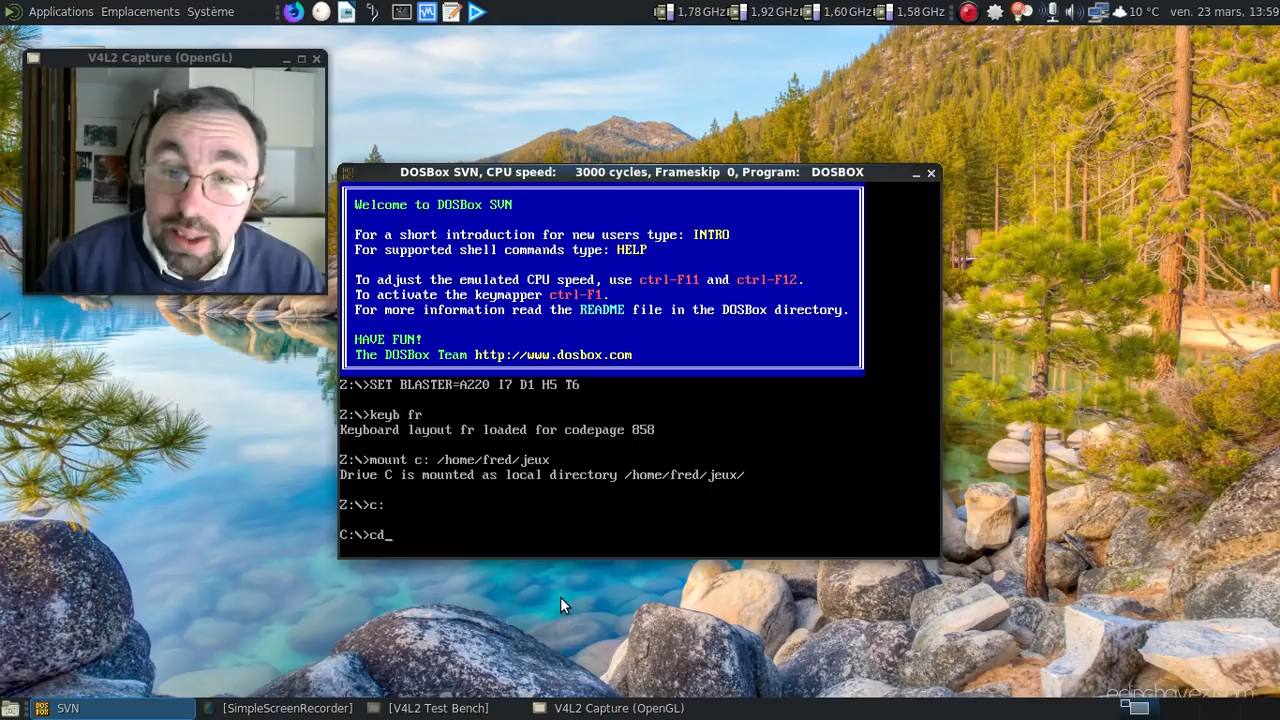 Applications Emplacements Système
1,78 GHz 1,92 GHz 1,60 GHz 1,58 GHz
10 °C ven. 23 mars, 13:59
V4L2 Capture (OpenGL)
DOSBox SVN, CPU speed: 3000 cycles, Frameskip 0, Program: DOSBOX
Welcome to DOSBox SVN
For a short introduction for new users type: INTRO
For supported shell commands type: HELP
To adjust the emulated CPU speed, use ctrl-F11 and ctrl-F12.
To activate the keymapper ctrl-F1.
For more information read the README file in the DOSBox directory.
HAVE FUN!
The DOSBox Team http://www.dosbox.com
Z:\>SET BLASTER=A220 I7 D1 H5 T6
Z:\>keyb fr
Keyboard layout fr loaded for codepage 858
Z:\>mount c: /home/fred/jeux
Drive C is mounted as local directory /home/fred/jeux/
Z:\>c:
C:\>cd_
DOS BOX SVN [SimpleScreenRecorder] [V4L2 Test Bench] V4L2 Capture (OpenGL)